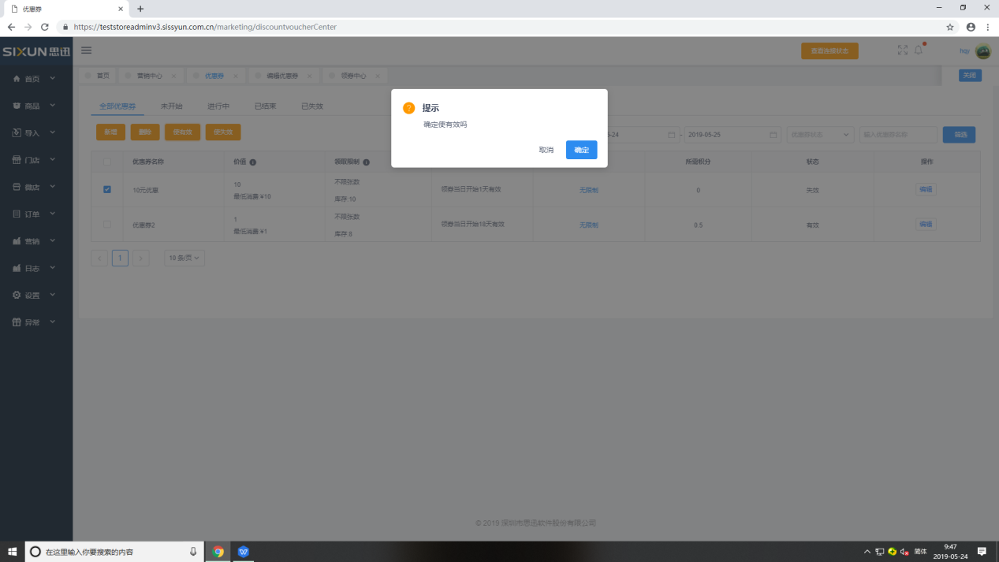 优惠券
https://teststoreadminv3.sissyun.com.cn/marketing/discountvoucherCenter
SIXUN思迅
查看连接状态
hqy
首页
商品
导入
门店
微店
订单
营销
日志
设置
异常
首页
营销中心
优惠券
编辑优惠券
领券中心
关闭
全部优惠券 未开始 进行中 已结束 已失效
提示
确定使有效吗
取消 确定
新增 删除 使有效 使失效
-24 - 2019-05-25 优惠券状态 输入优惠券名称 筛选
优惠券名称 价值 领取限制 所需积分 状态 操作
10元优惠
10
最低消费 ¥10
不限张数
库存:10
领券当日开始1天有效
无限制
0
失效
编辑
优惠券2
1
最低消费 ¥1
不限张数
库存:8
领券当日开始18天有效
无限制
0.5
有效
编辑
1 10 条/页
© 2019 深圳市思迅软件股份有限公司
在这里输入你要搜索的内容
简体
9:47
2019-05-24